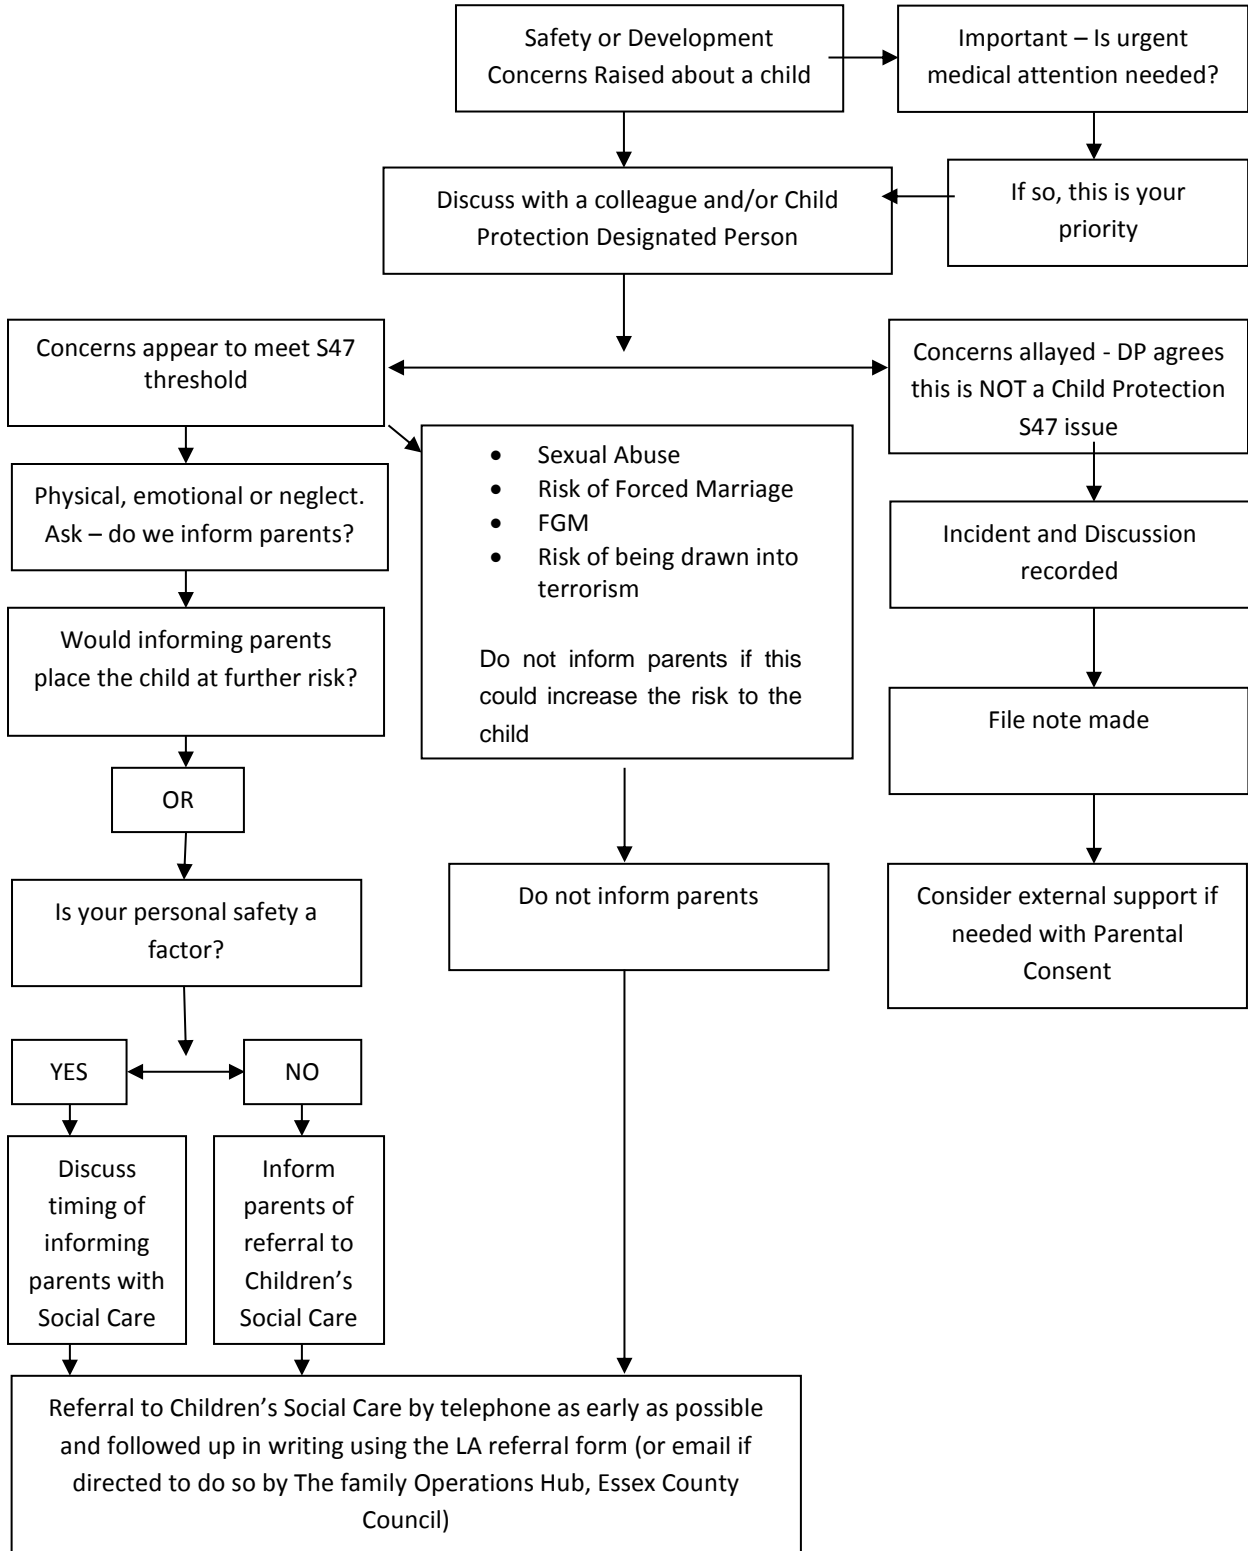 Safety or Development
Concerns Raised about a child
Important – Is urgent
medical attention needed?
Discuss with a colleague and/or Child
Protection Designated Person
If so, this is your
priority
Concerns appear to meet S47
threshold
Concerns allayed - DP agrees
this is NOT a Child Protection
S47 issue
Physical, emotional or neglect.
Ask – do we inform parents?
• Sexual Abuse
• Risk of Forced Marriage
• FGM
• Risk of being drawn into
terrorism
Do not inform parents if this
could increase the risk to the
child
Incident and Discussion
recorded
Would informing parents
place the child at further risk?
File note made
OR
Is your personal safety a
factor?
Do not inform parents
Consider external support if
needed with Parental
Consent
YES
NO
Discuss
timing of
informing
parents with
Social Care
Inform
parents of
referral to
Children’s
Social Care
Referral to Children’s Social Care by telephone as early as possible
and followed up in writing using the LA referral form (or email if
directed to do so by The family Operations Hub, Essex County
Council)